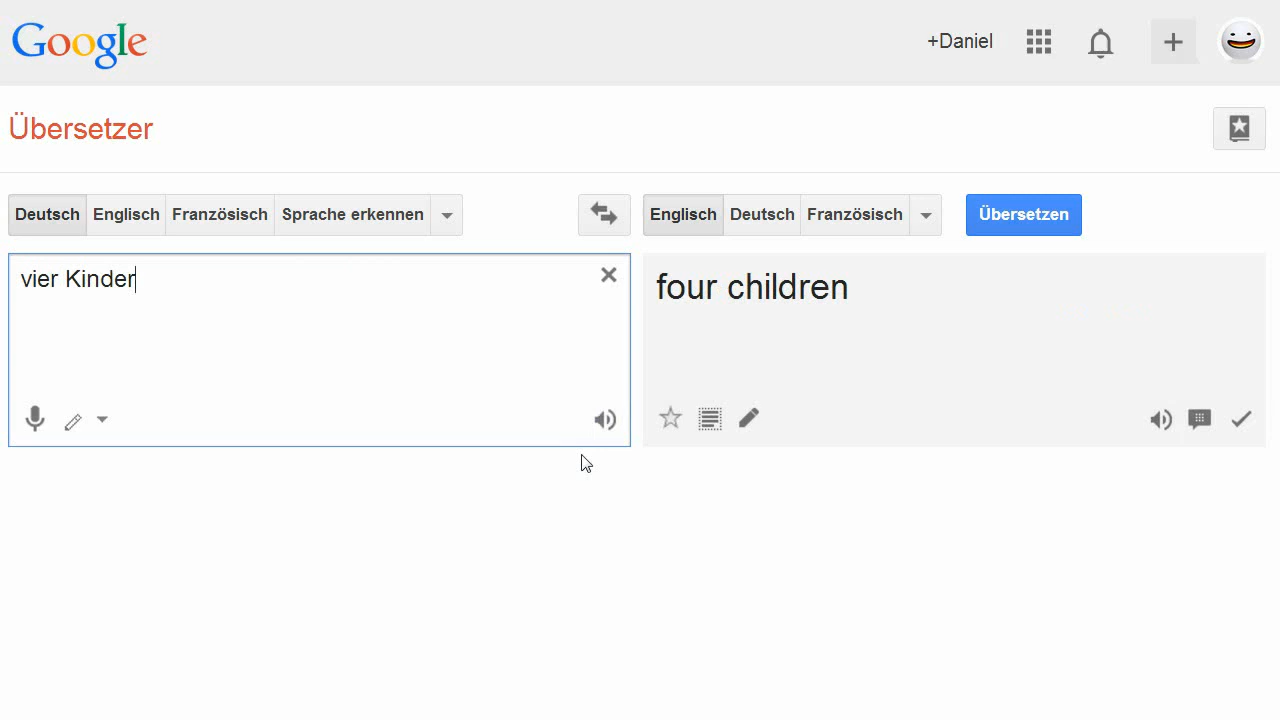 Google
+Daniel
Übersetzer
Deutsch Englisch Französisch Sprache erkennen
Englisch Deutsch Französisch Übersetzen
vier Kinder
four children